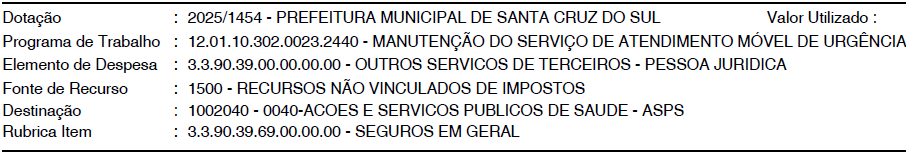 Dotação : 2025/1454 - PREFEITURA MUNICIPAL DE SANTA CRUZ DO SUL Valor Utilizado :
Programa de Trabalho : 12.01.10.302.0023.2440 - MANUTENÇÃO DO SERVIÇO DE ATENDIMENTO MÓVEL DE URGÊNCIA
Elemento de Despesa : 3.3.90.39.00.00.00.00 - OUTROS SERVICOS DE TERCEIROS - PESSOA JURIDICA
Fonte de Recurso : 1500 - RECURSOS NÃO VINCULADOS DE IMPOSTOS
Destinação : 1002040 - 0040-ACOES E SERVICOS PUBLICOS DE SAUDE - ASPS
Rubrica Item : 3.3.90.39.69.00.00.00 - SEGUROS EM GERAL